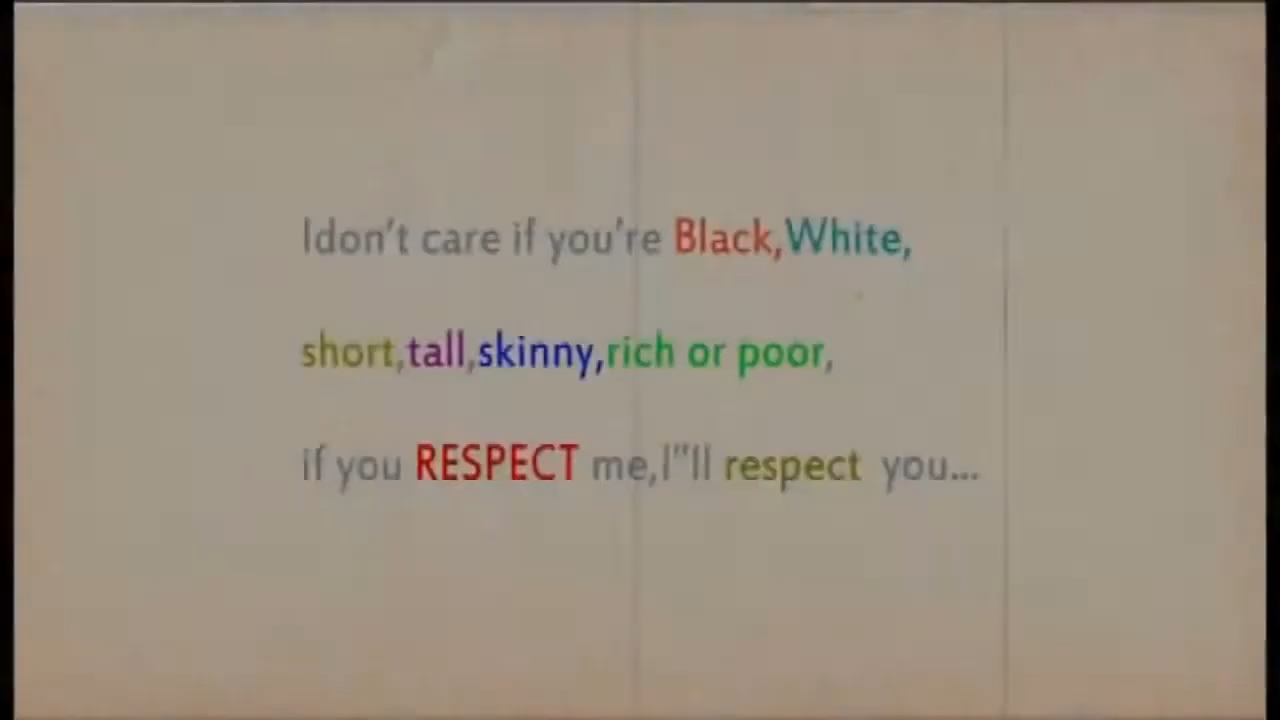 Idon't care if you're Black,White,
short,tall,skinny,rich or poor,
if you RESPECT me,I"ll respect you...